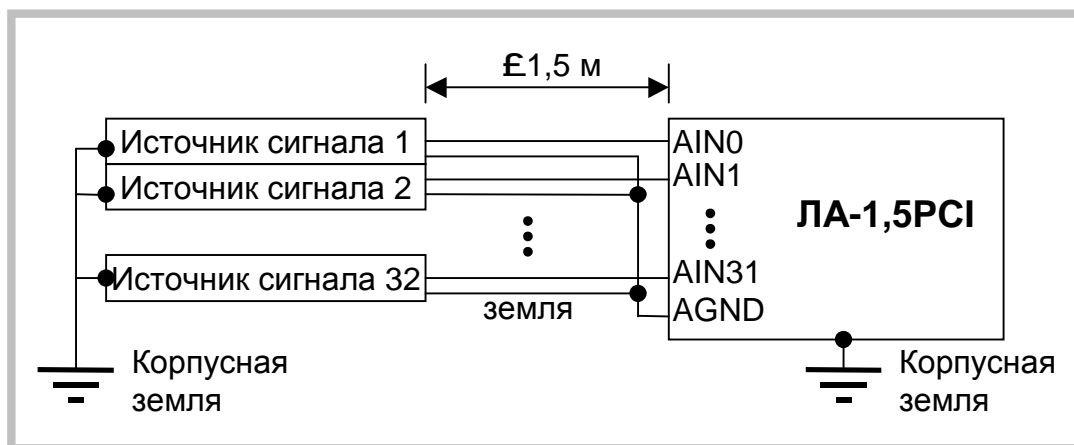 £1,5 м
Источник сигнала 1
AIN0
Источник сигнала 2
AIN1
ЛА-1,5PCI
Источник сигнала 32
AIN31
земля
AGND
Корпусная
земля
Корпусная
земля